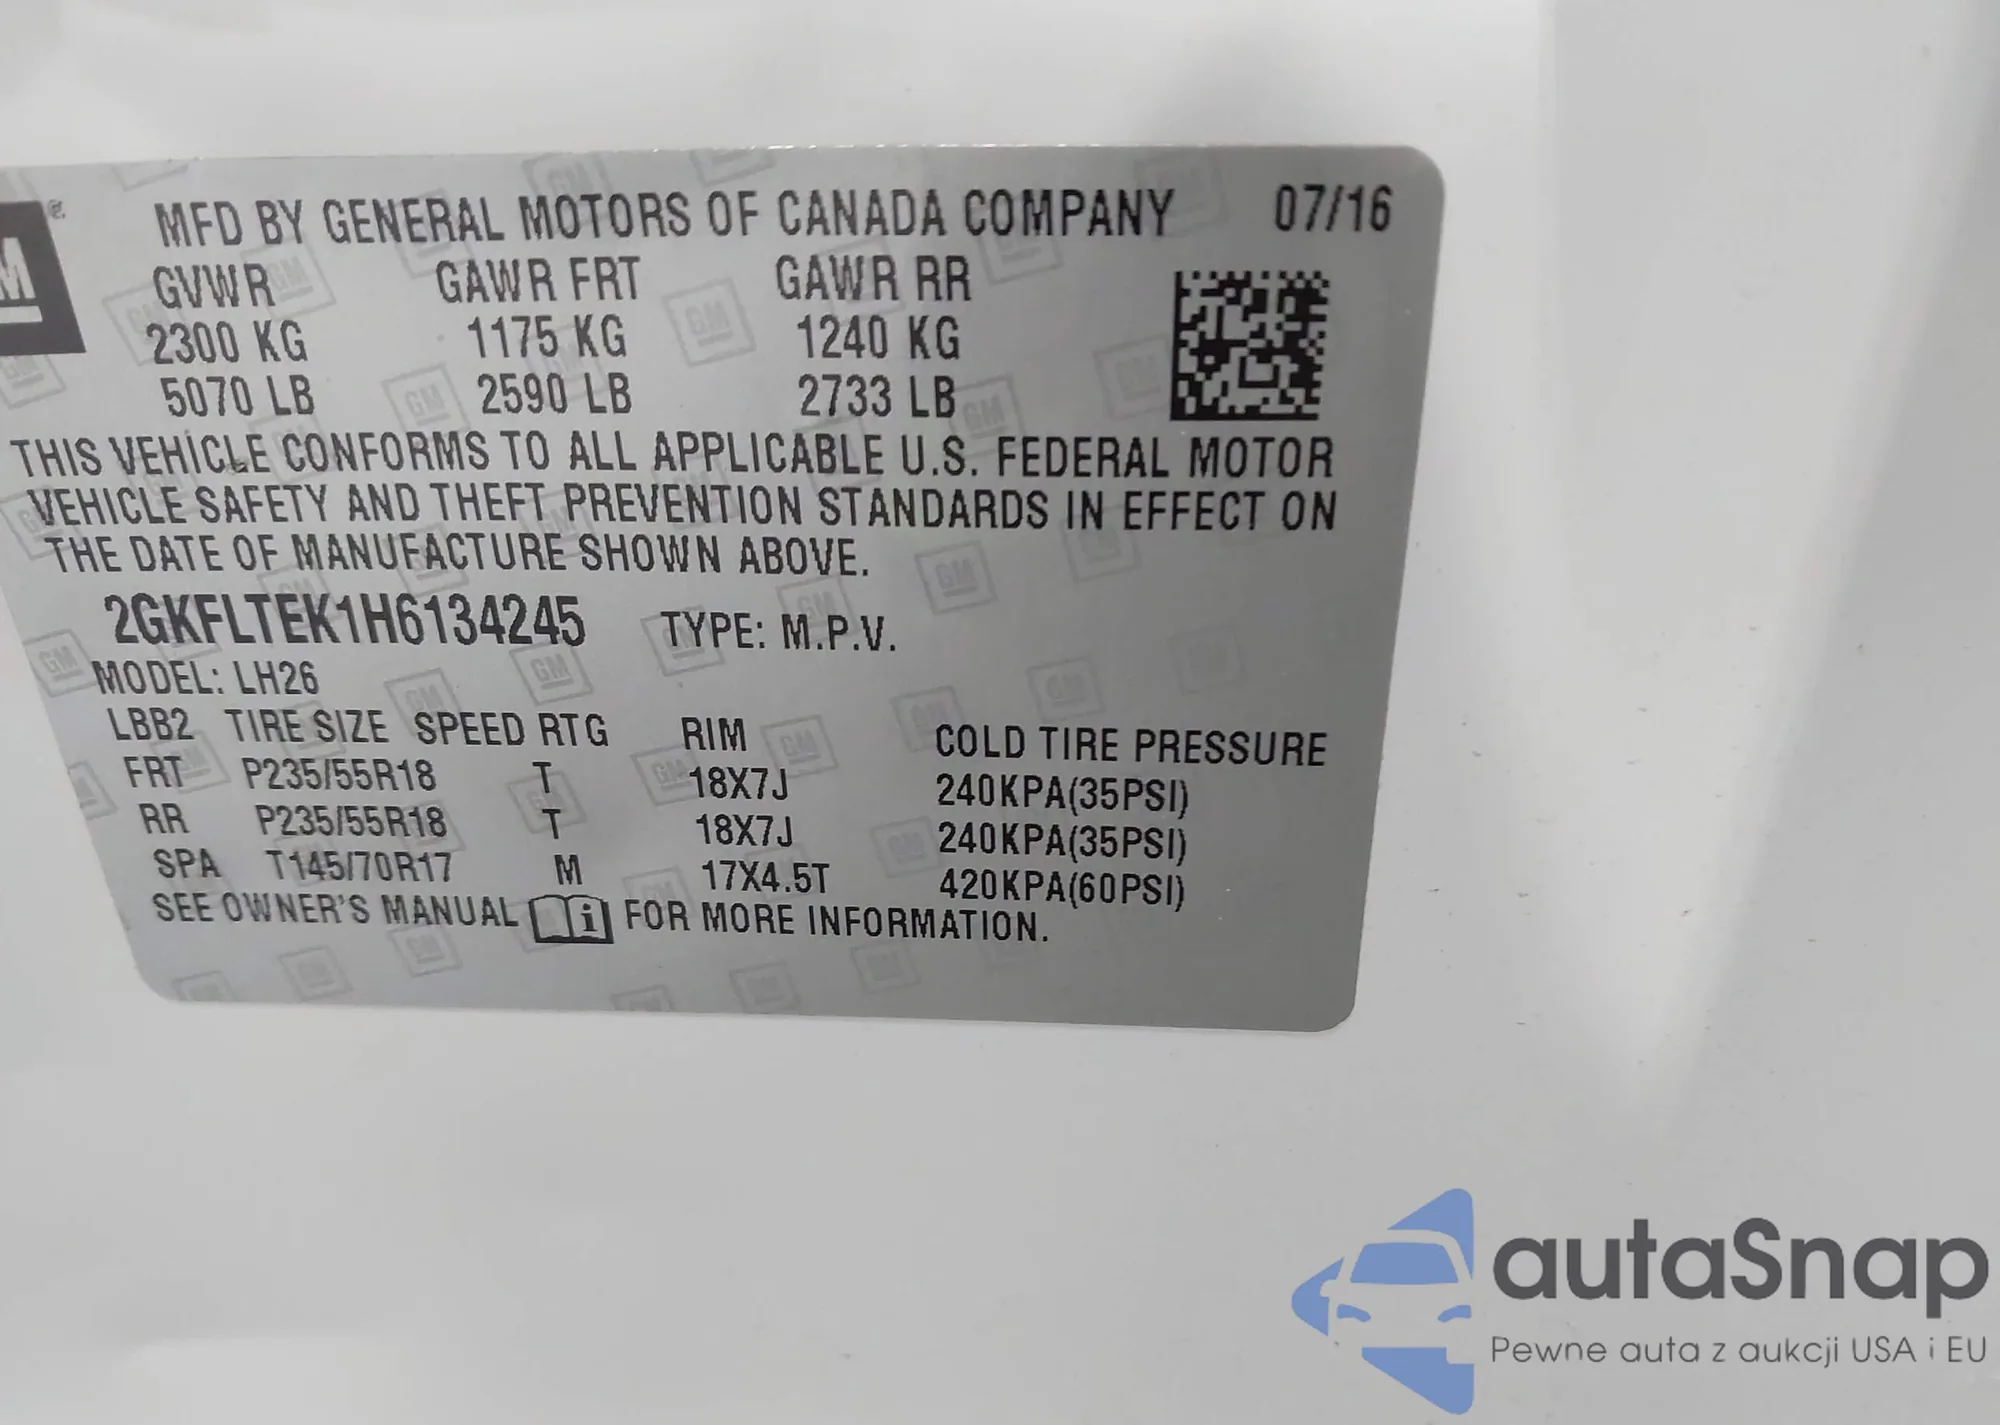 M ®
MFD BY GENERAL MOTORS OF CANADA COMPANY 07/16
GVWR GAWR FRT GAWR RR
2300 KG 1175 KG 1240 KG
5070 LB 2590 LB 2733 LB
THIS VEHICLE CONFORMS TO ALL APPLICABLE U.S. FEDERAL MOTOR
VEHICLE SAFETY AND THEFT PREVENTION STANDARDS IN EFFECT ON
THE DATE OF MANUFACTURE SHOWN ABOVE.
2GKFLTEK1H6134245 TYPE: M.P.V.
MODEL: LH26
LBB2 TIRE SIZE SPEED RTG RIM COLD TIRE PRESSURE
FRT P235/55R18 T 18X7J 240KPA(35PSI)
RR P235/55R18 T 18X7J 240KPA(35PSI)
SPA T145/70R17 M 17X4.5T 420KPA(60PSI)
SEE OWNER'S MANUAL i FOR MORE INFORMATION.
autaSnap
Pewne auta z aukcji USA i EU